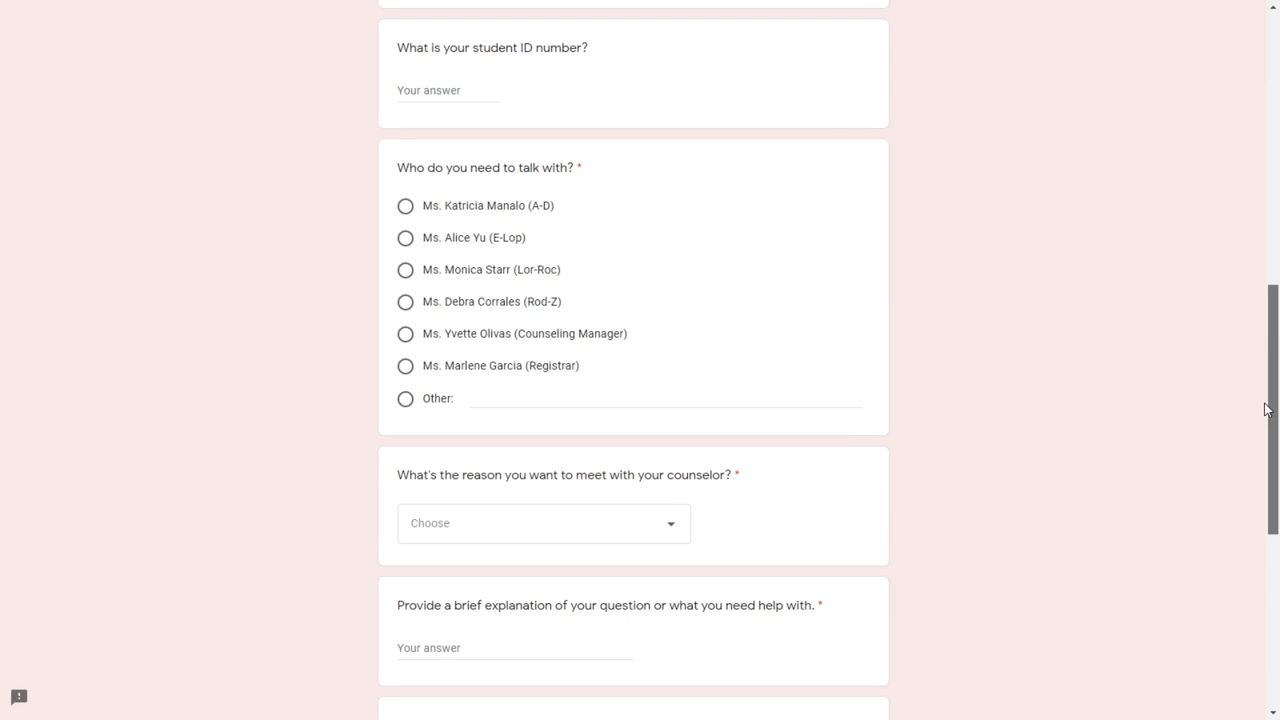 What is your student ID number?
Your answer
Who do you need to talk with? *
Ms. Katricia Manalo (A-D)
Ms. Alice Yu (E-Lop)
Ms. Monica Starr (Lor-Roc)
Ms. Debra Corrales (Rod-Z)
Ms. Yvette Olivas (Counseling Manager)
Ms. Marlene Garcia (Registrar)
Other:
What's the reason you want to meet with your counselor? *
Choose
Provide a brief explanation of your question or what you need help with. *
Your answer